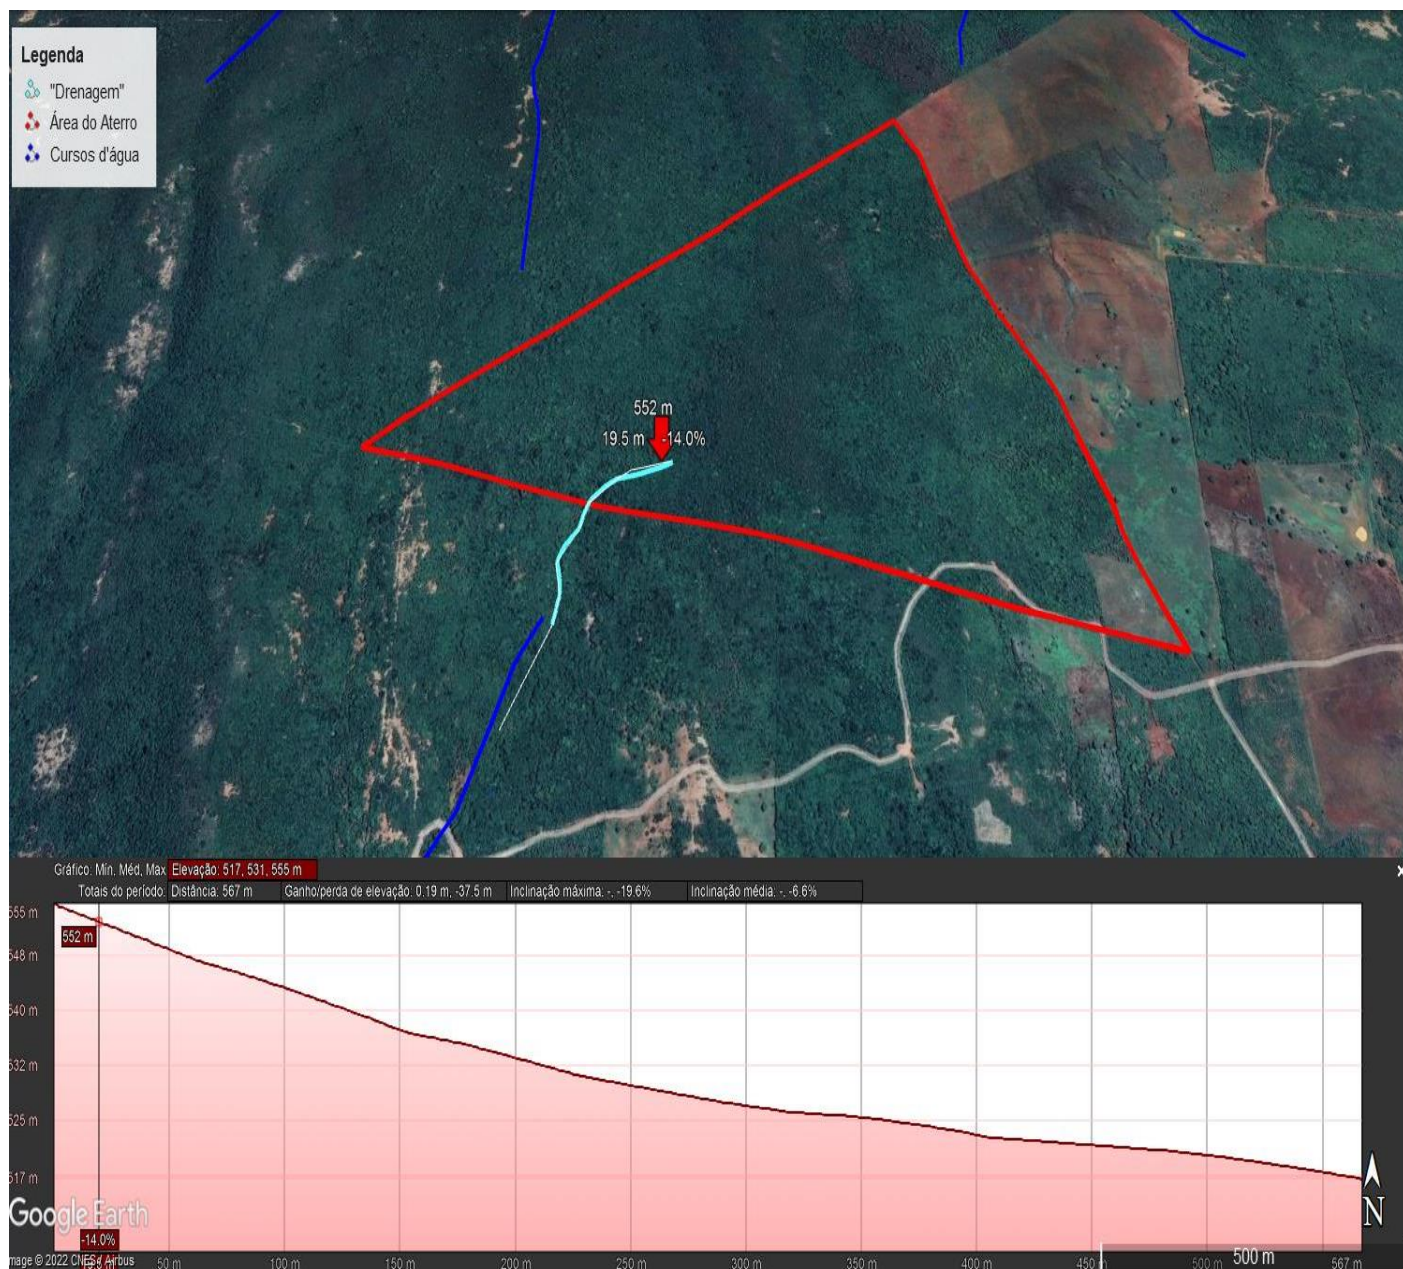 Legenda
"Drenagem"
Área do Aterro
Cursos d'água
552 m
19.5 m -14.0%
Gráfico: Mín, Méd, Max Elevação: 517, 531, 555 m
Totais do período: Distância: 567 m Ganho/perda de elevação: 0.19 m, -37.5 m Inclinação máxima: -, -19.6% Inclinação média: -, -6.6%
555 m
552 m
548 m
540 m
532 m
525 m
517 m
Google Earth
N
-14.0%
Image © 2022 CNES / Airbus
50 m 100 m 150 m 200 m 250 m 300 m 350 m 400 m 450 m 500 m 567 m
500 m